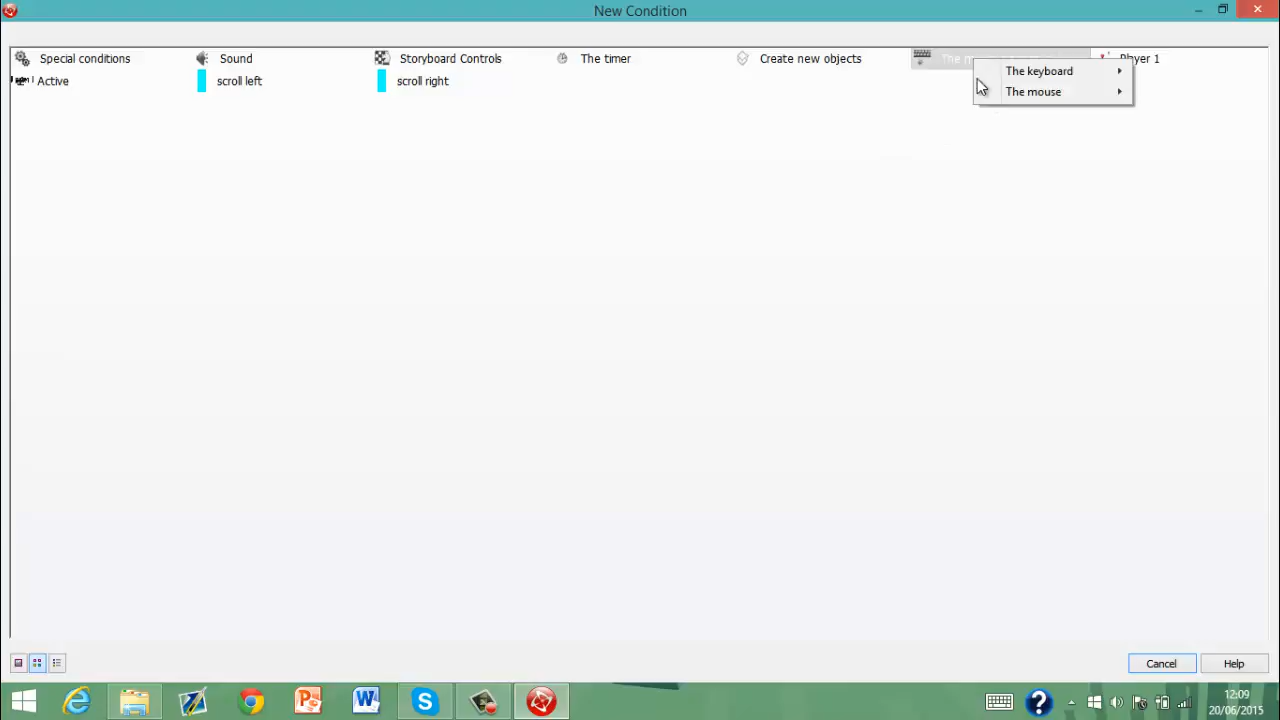 New Condition
Special conditions
Sound
Storyboard Controls
The timer
Create new objects
The m
Player 1
Active
scroll left
scroll right
The keyboard
The mouse
Cancel
Help
12:09
20/06/2015